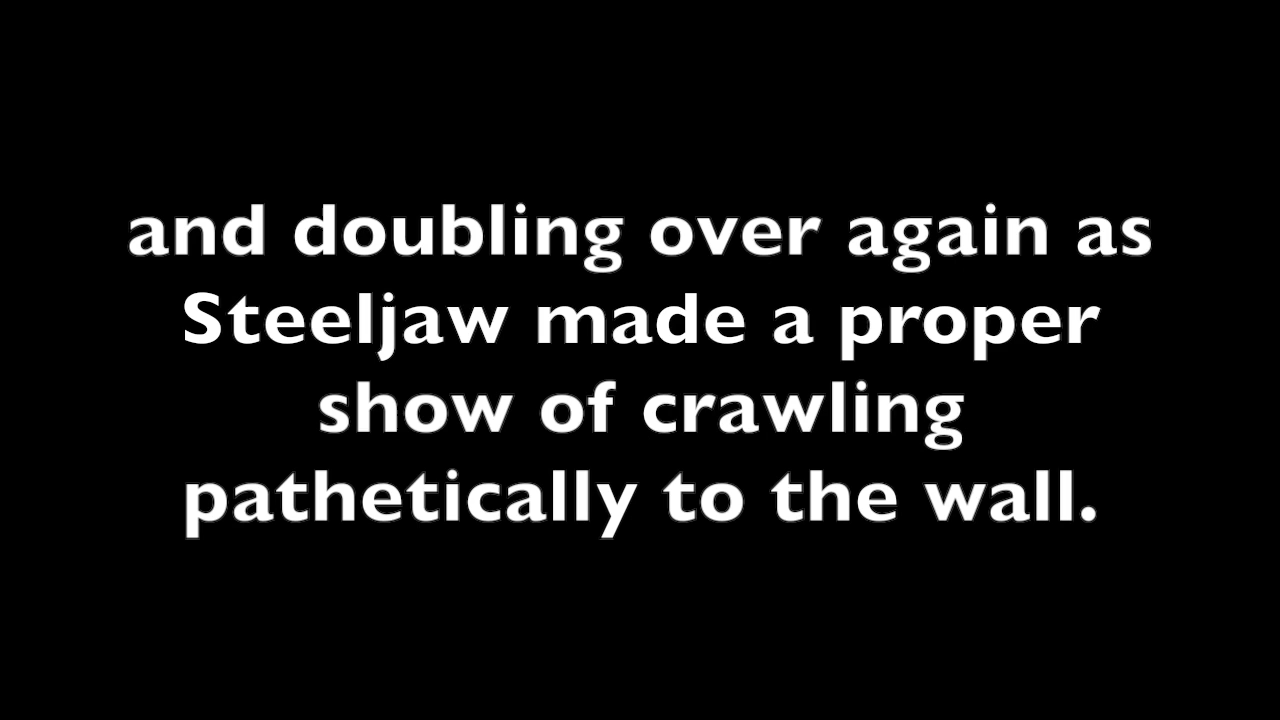 and doubling over again as
Steeljaw made a proper
show of crawling
pathetically to the wall.